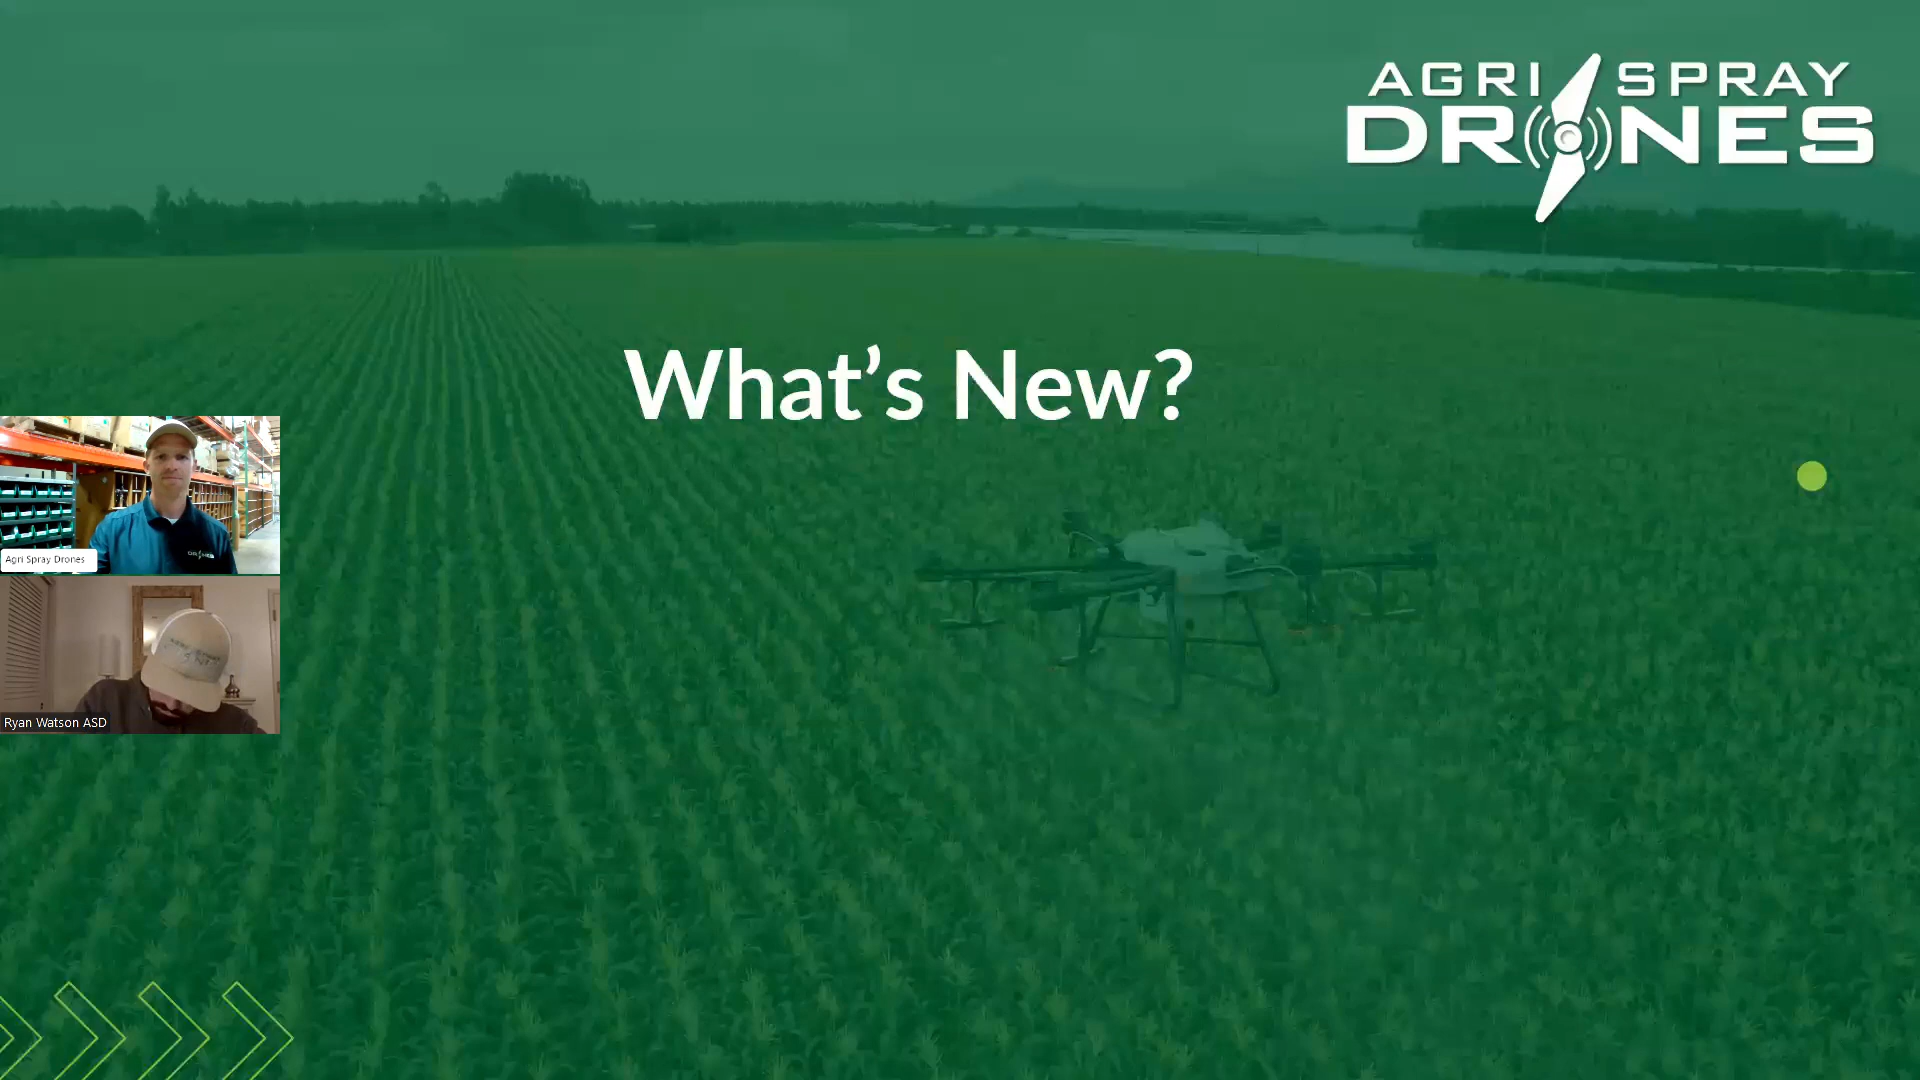 AGRI SPRAY
DRONES
What's New?
Agri Spray Drones
Ryan Watson ASD